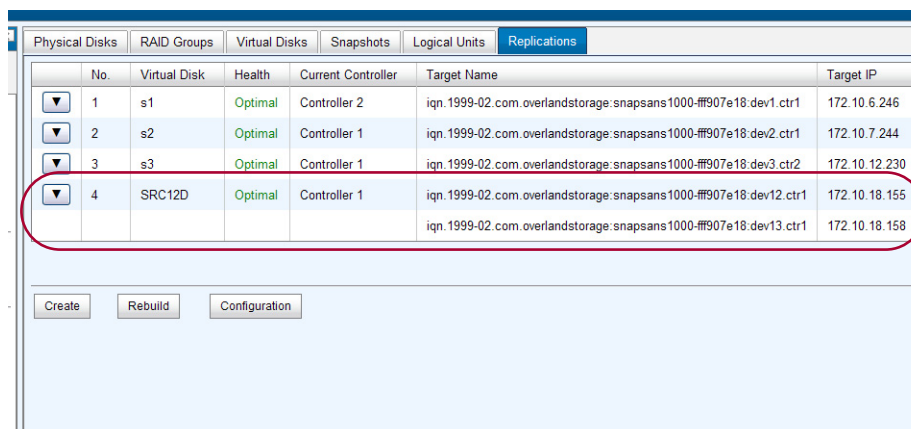 Physical Disks RAID Groups Virtual Disks Snapshots Logical Units Replications
No. Virtual Disk Health Current Controller Target Name Target IP
1 s1 Optimal Controller 2 iqn.1999-02.com.overlandstorage:snapsans1000-fff907e18:dev1.ctr1 172.10.6.246
2 s2 Optimal Controller 1 iqn.1999-02.com.overlandstorage:snapsans1000-fff907e18:dev2.ctr1 172.10.7.244
3 s3 Optimal Controller 1 iqn.1999-02.com.overlandstorage:snapsans1000-fff907e18:dev3.ctr2 172.10.12.230
4 SRC12D Optimal Controller 1 iqn.1999-02.com.overlandstorage:snapsans1000-fff907e18:dev12.ctr1 172.10.18.155
iqn.1999-02.com.overlandstorage:snapsans1000-fff907e18:dev13.ctr1 172.10.18.158
Create Rebuild Configuration